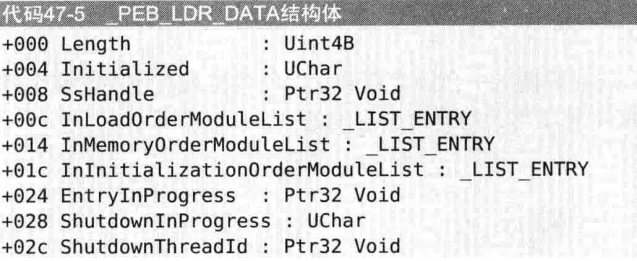 代码47-5 _PEB_LDR_DATA结构体
+000 Length : Uint4B
+004 Initialized : UChar
+008 SsHandle : Ptr32 Void
+00c InLoadOrderModuleList : _LIST_ENTRY
+014 InMemoryOrderModuleList : _LIST_ENTRY
+01c InInitializationOrderModuleList : _LIST_ENTRY
+024 EntryInProgress : Ptr32 Void
+028 ShutdownInProgress : UChar
+02c ShutdownThreadId : Ptr32 Void